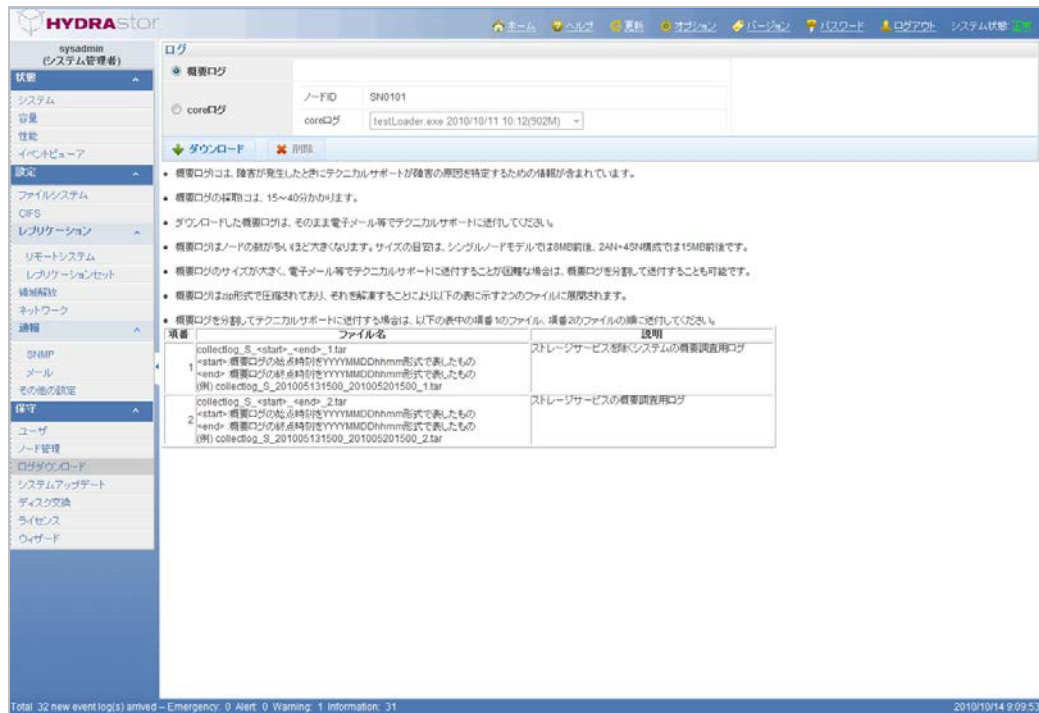 HYDRAstor
ホーム ヘルプ 更新 オプション バージョン パスワード ログアウト システム状態: 正常
sysadmin
(システム管理者)
状態
システム
容量
性能
イベントビューア
設定
ファイルシステム
CIFS
レプリケーション
リモートシステム
レプリケーションセット
領域解放
ネットワーク
通報
SNMP
メール
その他の設定
保守
ユーザ
ノード管理
ログダウンロード
システムアップデート
ディスク交換
ライセンス
ウィザード
ログ
概要ログ
coreログ
ノードID SN0101
coreログ testLoader.exe 2010/10/11 10:12(902M)
ダウンロード 削除
• 概要ログには、障害が発生したときにテクニカルサポートが障害の原因を特定するための情報が含まれています。
• 概要ログの採取には、15~40分かかります。
• ダウンロードした概要ログは、そのまま電子メール等でテクニカルサポートに送付してください。
• 概要ログはノードの数が多いほど大きくなります。サイズの目安は、シングルノードモデルでは8MB前後、2AN+4SN構成では15MB前後です。
• 概要ログのサイズが大きく、電子メール等でテクニカルサポートに送付することが困難な場合は、概要ログを分割して送付することも可能です。
• 概要ログはzip形式で圧縮されており、それを解凍することにより以下の表に示す2つのファイルに展開されます。
• 概要ログを分割してテクニカルサポートに送付する場合は、以下の表中の項番1のファイル、項番2のファイルの順に送付してください。
項番 ファイル名 説明
1 collectlog_S_<start>_<end>_1.tar ストレージサービスを除くシステムの概要調査用ログ
<start>:概要ログの始点時刻をYYYYMMDDhhmm形式で表したもの
<end>:概要ログの終点時刻をYYYYMMDDhhmm形式で表したもの
(例) collectlog_S_201005131500_201005201500_1.tar
2 collectlog_S_<start>_<end>_2.tar ストレージサービスの概要調査用ログ
<start>:概要ログの始点時刻をYYYYMMDDhhmm形式で表したもの
<end>:概要ログの終点時刻をYYYYMMDDhhmm形式で表したもの
(例) collectlog_S_201005131500_201005201500_2.tar
Total 32 new event log(s) arrived -- Emergency: 0 Alert: 0 Warning: 1 Information: 31
2010/10/14 9:09:53